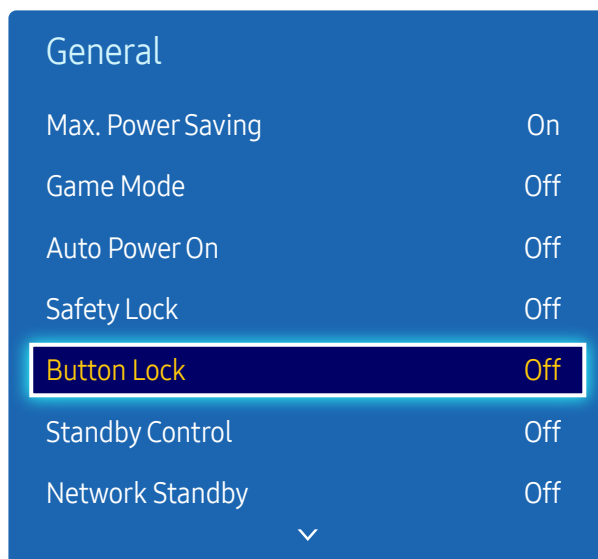 General
Max. Power Saving On
Game Mode Off
Auto Power On Off
Safety Lock Off
Button Lock Off
Standby Control Off
Network Standby Off